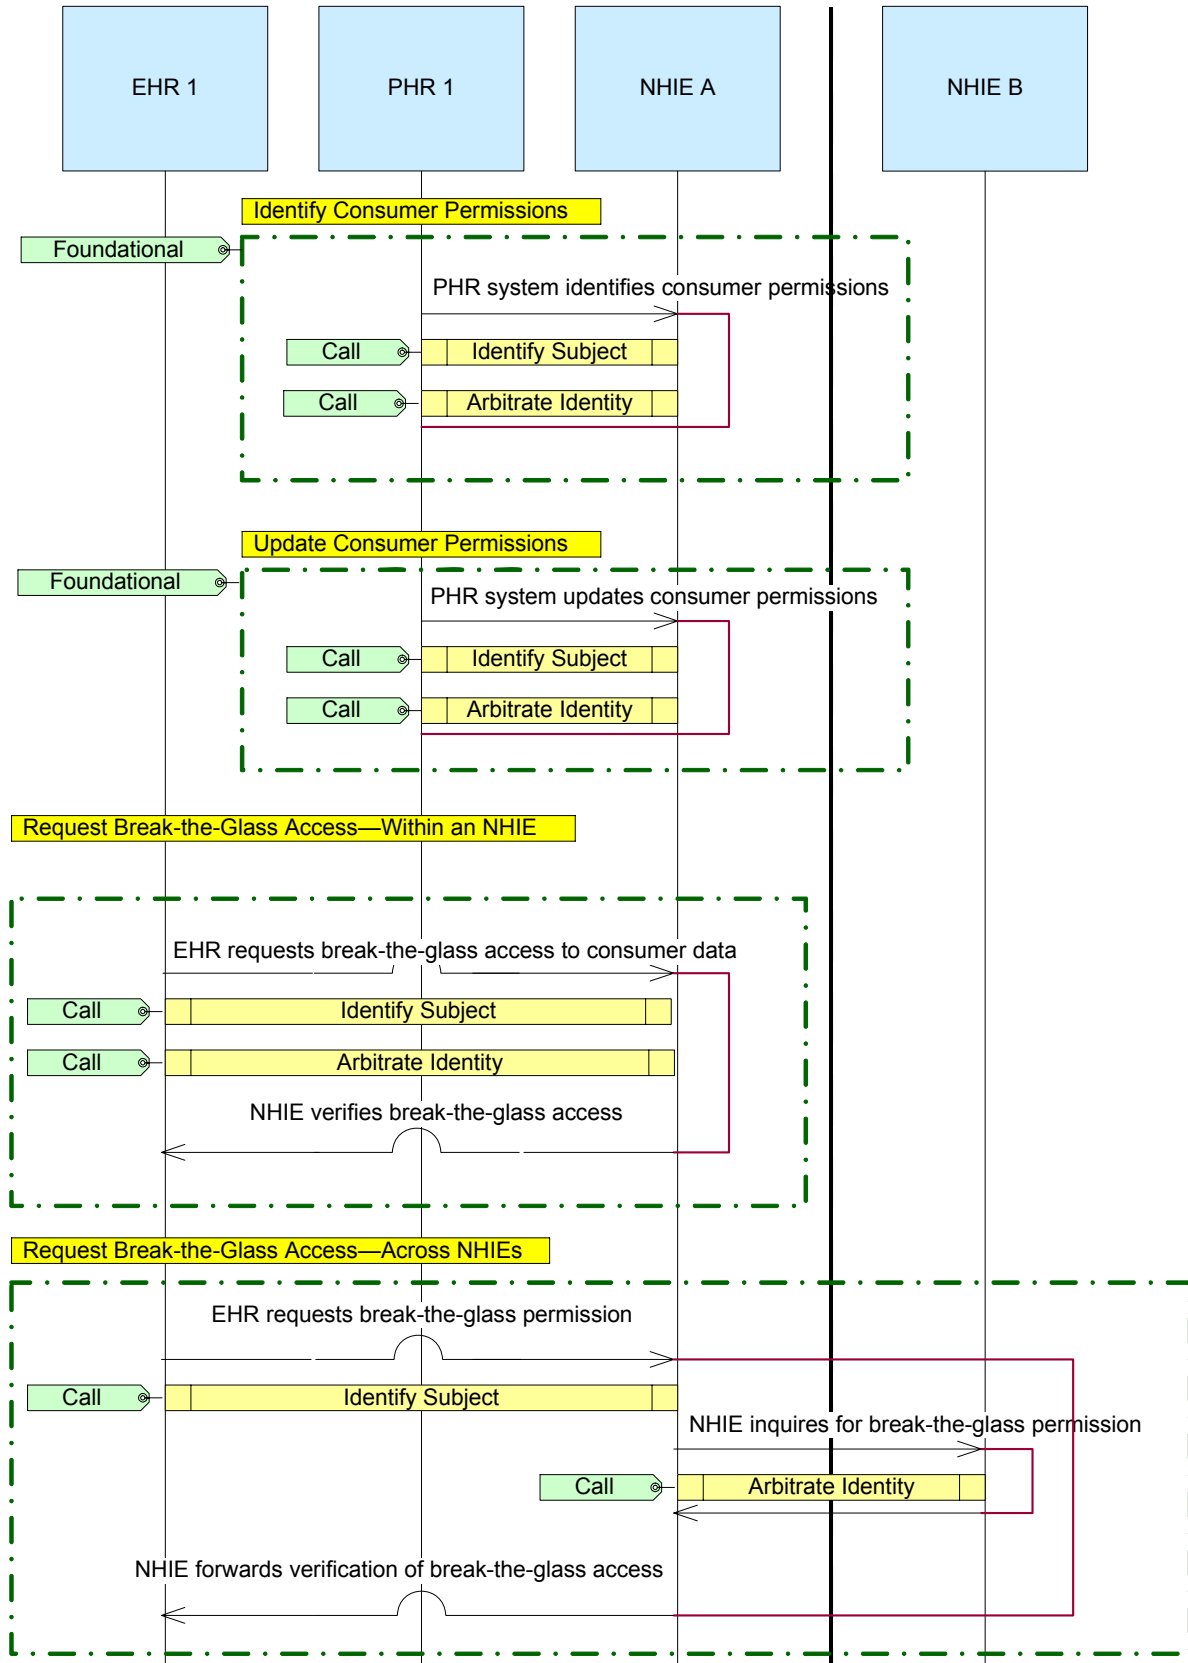 EHR 1
PHR 1
NHIE A
NHIE B
Identify Consumer Permissions
Foundational
PHR system identifies consumer permissions
Call
Identify Subject
Call
Arbitrate Identity
Update Consumer Permissions
Foundational
PHR system updates consumer permissions
Call
Identify Subject
Call
Arbitrate Identity
Request Break-the-Glass Access—Within an NHIE
EHR requests break-the-glass access to consumer data
Call
Identify Subject
Call
Arbitrate Identity
NHIE verifies break-the-glass access
Request Break-the-Glass Access—Across NHIEs
EHR requests break-the-glass permission
Call
Identify Subject
NHIE inquires for break-the-glass permission
Call
Arbitrate Identity
NHIE forwards verification of break-the-glass access